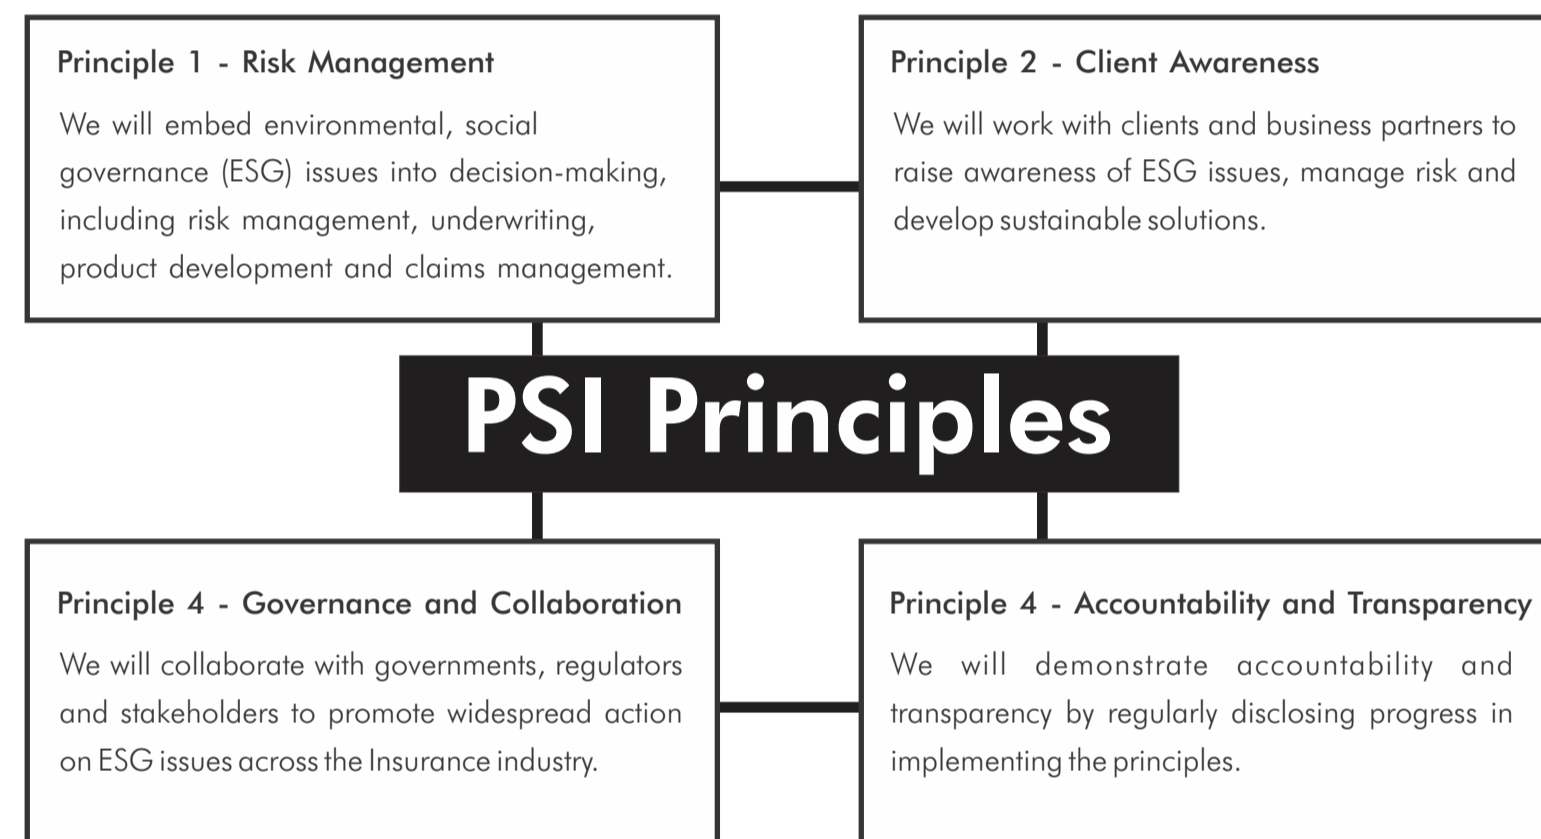 Principle 1 - Risk Management
We will embed environmental, social
governance (ESG) issues into decision-making,
including risk management, underwriting,
product development and claims management.
Principle 2 - Client Awareness
We will work with clients and business partners to
raise awareness of ESG issues, manage risk and
develop sustainable solutions.
PSI Principles
Principle 4 - Governance and Collaboration
We will collaborate with governments, regulators
and stakeholders to promote widespread action
on ESG issues across the Insurance industry.
Principle 4 - Accountability and Transparency
We will demonstrate accountability and
transparency by regularly disclosing progress in
implementing the principles.